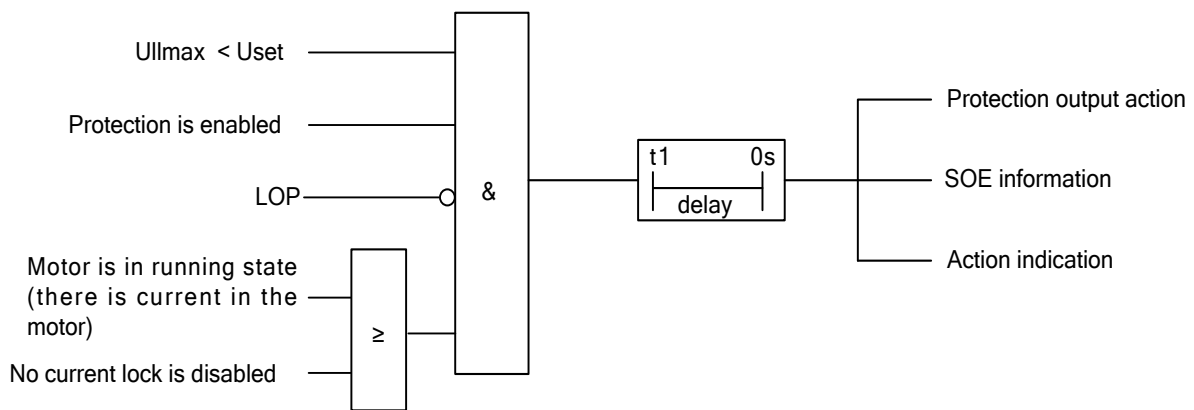 Ullmax < Uset
Protection is enabled
LOP
Motor is in running state
(there is current in the
motor)
No current lock is disabled
≥
&
t1 0s
delay
Protection output action
SOE information
Action indication